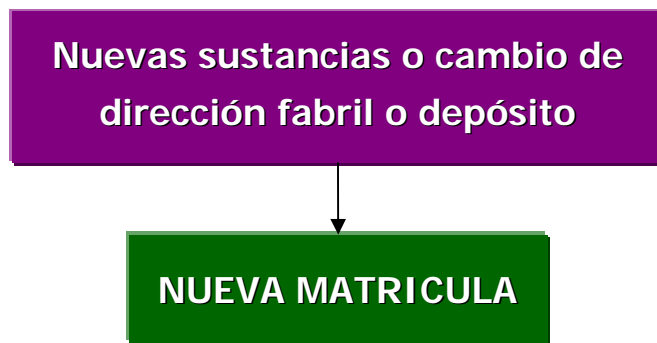 Nuevas sustancias o cambio de
dirección fabril o depósito
NUEVA MATRICULA